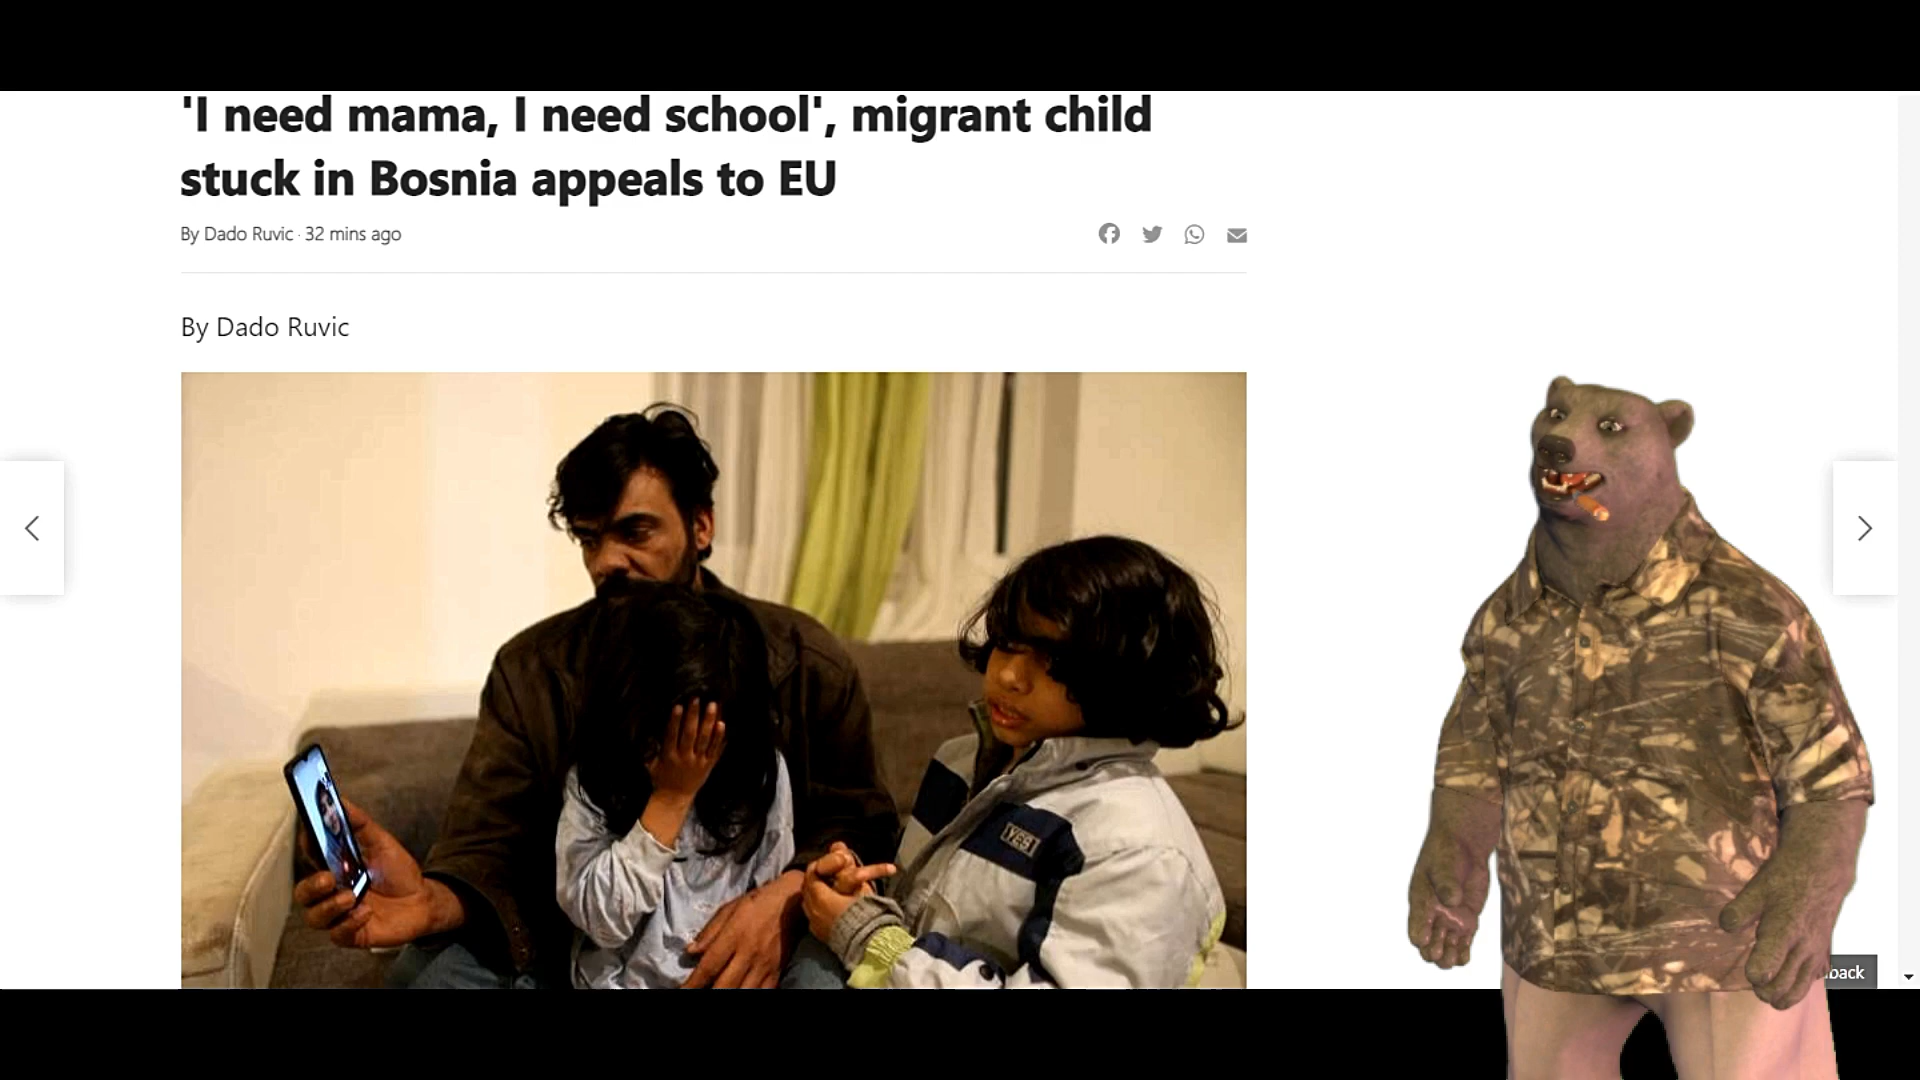 'I need mama, I need school', migrant child
stuck in Bosnia appeals to EU
By Dado Ruvic · 32 mins ago
By Dado Ruvic
YES!
back